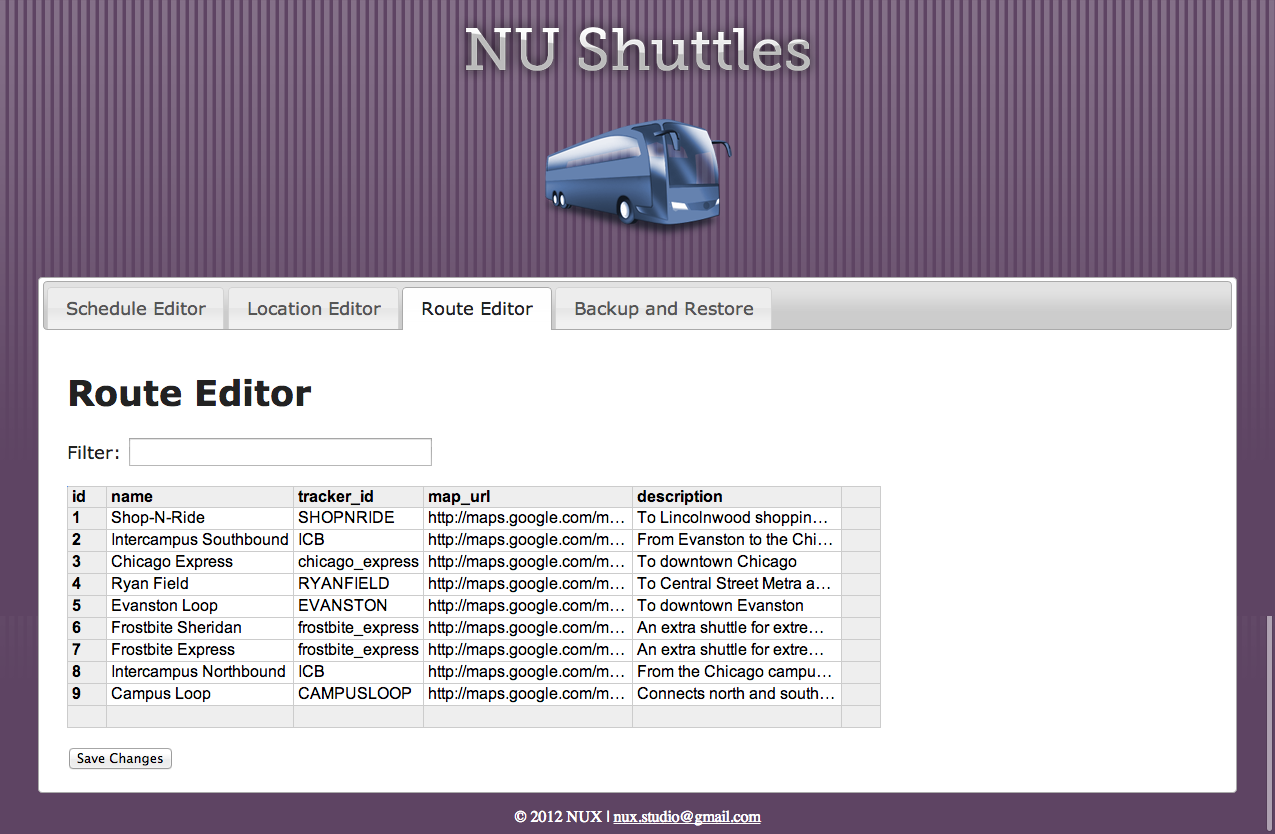 NU Shuttles
Schedule Editor Location Editor Route Editor Backup and Restore
Route Editor
Filter:
id name tracker_id map_url description
1 Shop-N-Ride SHOPNRIDE http://maps.google.com/m... To Lincolnwood shoppin...
2 Intercampus Southbound ICB http://maps.google.com/m... From Evanston to the Chi...
3 Chicago Express chicago_express http://maps.google.com/m... To downtown Chicago
4 Ryan Field RYANFIELD http://maps.google.com/m... To Central Street Metra a...
5 Evanston Loop EVANSTON http://maps.google.com/m... To downtown Evanston
6 Frostbite Sheridan frostbite_express http://maps.google.com/m... An extra shuttle for extre...
7 Frostbite Express frostbite_express http://maps.google.com/m... An extra shuttle for extre...
8 Intercampus Northbound ICB http://maps.google.com/m... From the Chicago campu...
9 Campus Loop CAMPUSLOOP http://maps.google.com/m... Connects north and south...
Save Changes
© 2012 NUX | nux.studio@gmail.com